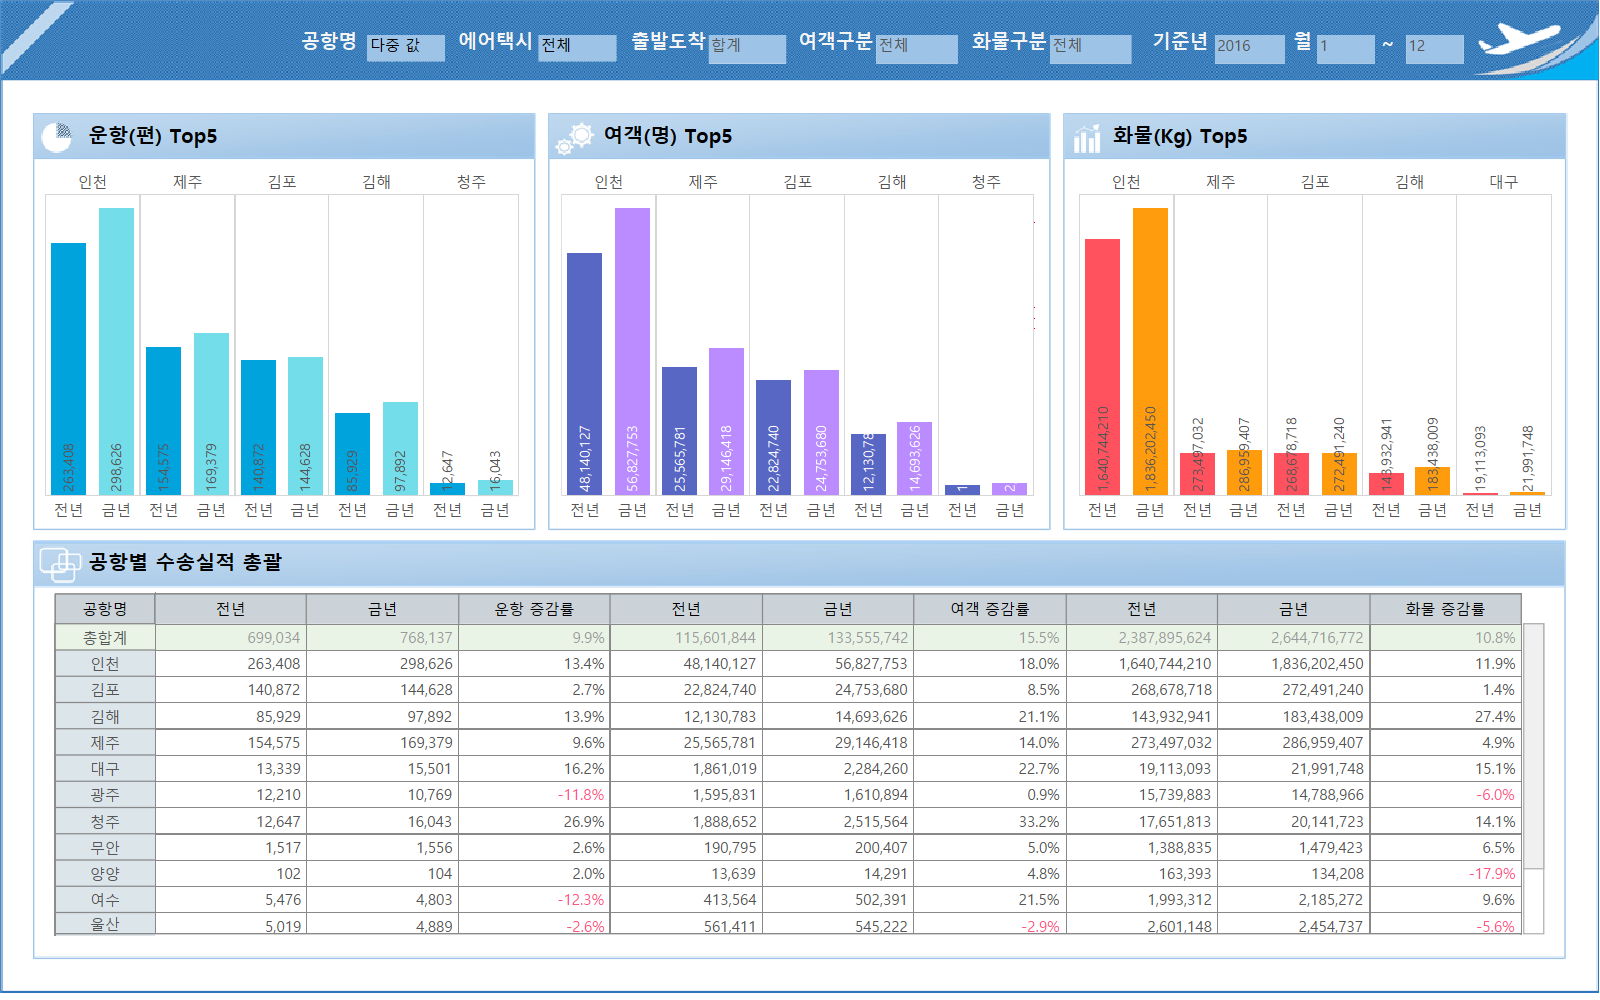 공항명 다중 값 에어택시 전체 출발도착 합계 여객구분 전체 화물구분 전체 기준년 2016 월 1 ~ 12
운항(편) Top5
인천 제주 김포 김해 청주
263,408 298,626 154,575 169,379 140,872 144,628 85,929 97,892 12,647 16,043
전년 금년 전년 금년 전년 금년 전년 금년 전년 금년
여객(명) Top5
인천 제주 김포 김해 청주
48,140,127 56,827,753 25,565,781 29,146,418 22,824,740 24,753,680 12,130,78 14,693,626 1 2
전년 금년 전년 금년 전년 금년 전년 금년 전년 금년
화물(Kg) Top5
인천 제주 김포 김해 대구
1,640,744,210 1,836,202,450 273,497,032 286,959,407 268,678,718 272,491,240 143,932,941 183,438,009 19,113,093 21,991,748
전년 금년 전년 금년 전년 금년 전년 금년 전년 금년
공항별 수송실적 총괄
공항명 전년 금년 운항 증감률 전년 금년 여객 증감률 전년 금년 화물 증감률
총합계 699,034 768,137 9.9% 115,601,844 133,555,742 15.5% 2,387,895,624 2,644,716,772 10.8%
인천 263,408 298,626 13.4% 48,140,127 56,827,753 18.0% 1,640,744,210 1,836,202,450 11.9%
김포 140,872 144,628 2.7% 22,824,740 24,753,680 8.5% 268,678,718 272,491,240 1.4%
김해 85,929 97,892 13.9% 12,130,783 14,693,626 21.1% 143,932,941 183,438,009 27.4%
제주 154,575 169,379 9.6% 25,565,781 29,146,418 14.0% 273,497,032 286,959,407 4.9%
대구 13,339 15,501 16.2% 1,861,019 2,284,260 22.7% 19,113,093 21,991,748 15.1%
광주 12,210 10,769 -11.8% 1,595,831 1,610,894 0.9% 15,739,883 14,788,966 -6.0%
청주 12,647 16,043 26.9% 1,888,652 2,515,564 33.2% 17,651,813 20,141,723 14.1%
무안 1,517 1,556 2.6% 190,795 200,407 5.0% 1,388,835 1,479,423 6.5%
양양 102 104 2.0% 13,639 14,291 4.8% 163,393 134,208 -17.9%
여수 5,476 4,803 -12.3% 413,564 502,391 21.5% 1,993,312 2,185,272 9.6%
울산 5,019 4,889 -2.6% 561,411 545,222 -2.9% 2,601,148 2,454,737 -5.6%